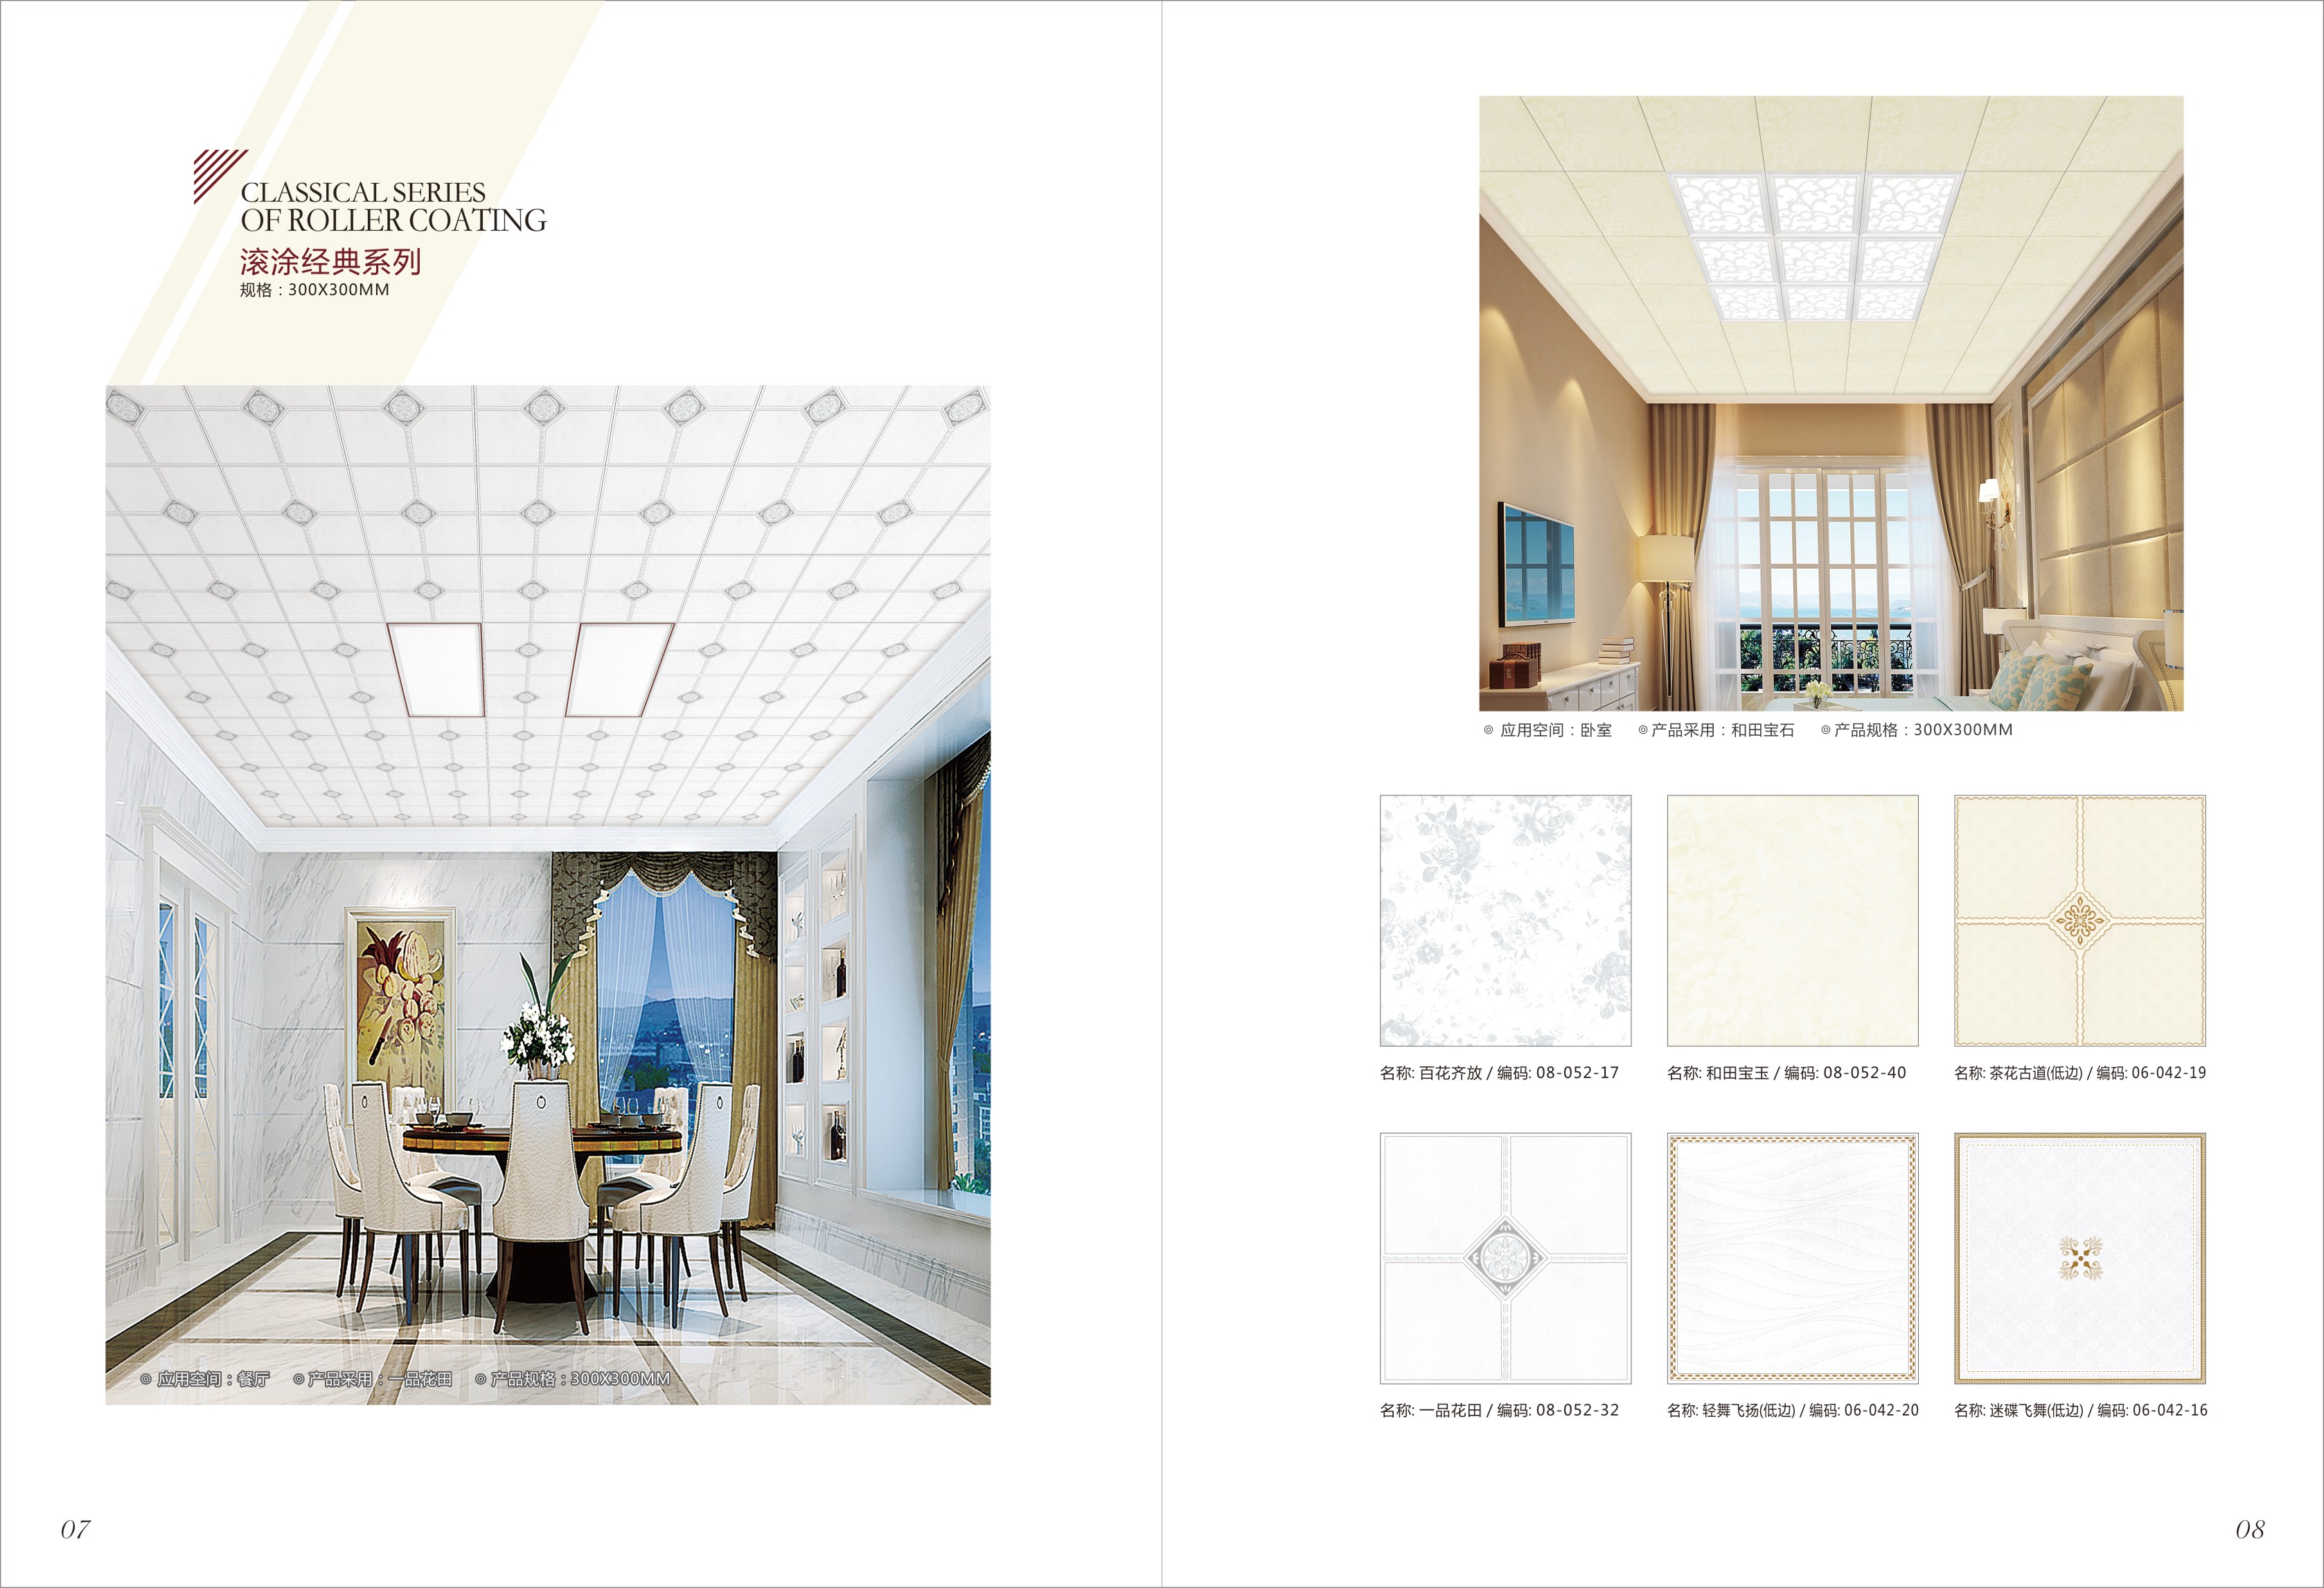 CLASSICAL SERIES
OF ROLLER COATING
滚涂经典系列
规格：300X300MM
◎ 应用空间：餐厅 ◎ 产品采用：一品花田 ◎ 产品规格：300X300MM
07
◎ 应用空间：卧室 ◎ 产品采用：和田宝石 ◎ 产品规格：300X300MM
名称: 百花齐放 / 编码: 08-052-17
名称: 和田宝玉 / 编码: 08-052-40
名称: 茶花古道(低边) / 编码: 06-042-19
名称: 一品花田 / 编码: 08-052-32
名称: 轻舞飞扬(低边) / 编码: 06-042-20
名称: 迷碟飞舞(低边) / 编码: 06-042-16
08